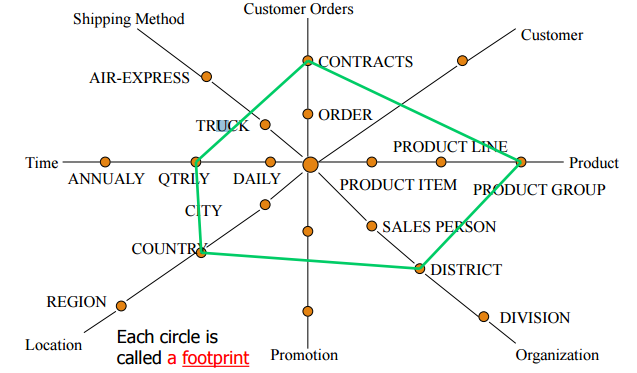 Shipping Method
Customer Orders
Customer
CONTRACTS
AIR-EXPRESS
ORDER
TRUCK
PRODUCT LINE
Time
Product
ANNUALY
QTRLY
DAILY
PRODUCT ITEM
PRODUCT GROUP
CITY
SALES PERSON
COUNTRY
DISTRICT
REGION
DIVISION
Location
Each circle is
called a footprint
Promotion
Organization